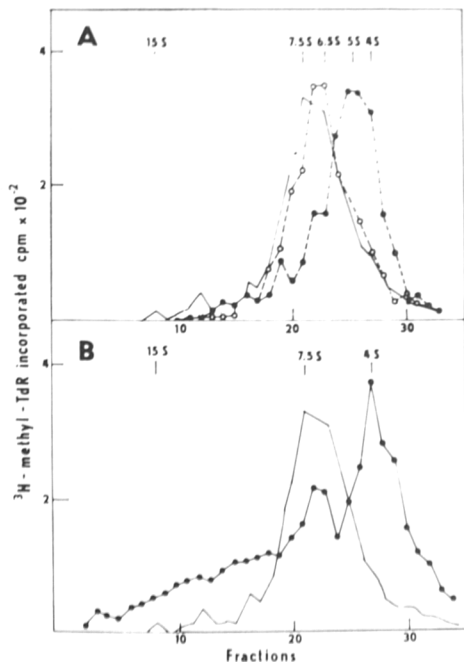 A
15 S 7.5 S 6.5 S 5 S 4 S
4
2
10 20 30
B
15 S 7.5 S 4 S
4
2
10 20 30
Fractions
³H-methyl-TdR incorporated cpm × 10⁻²